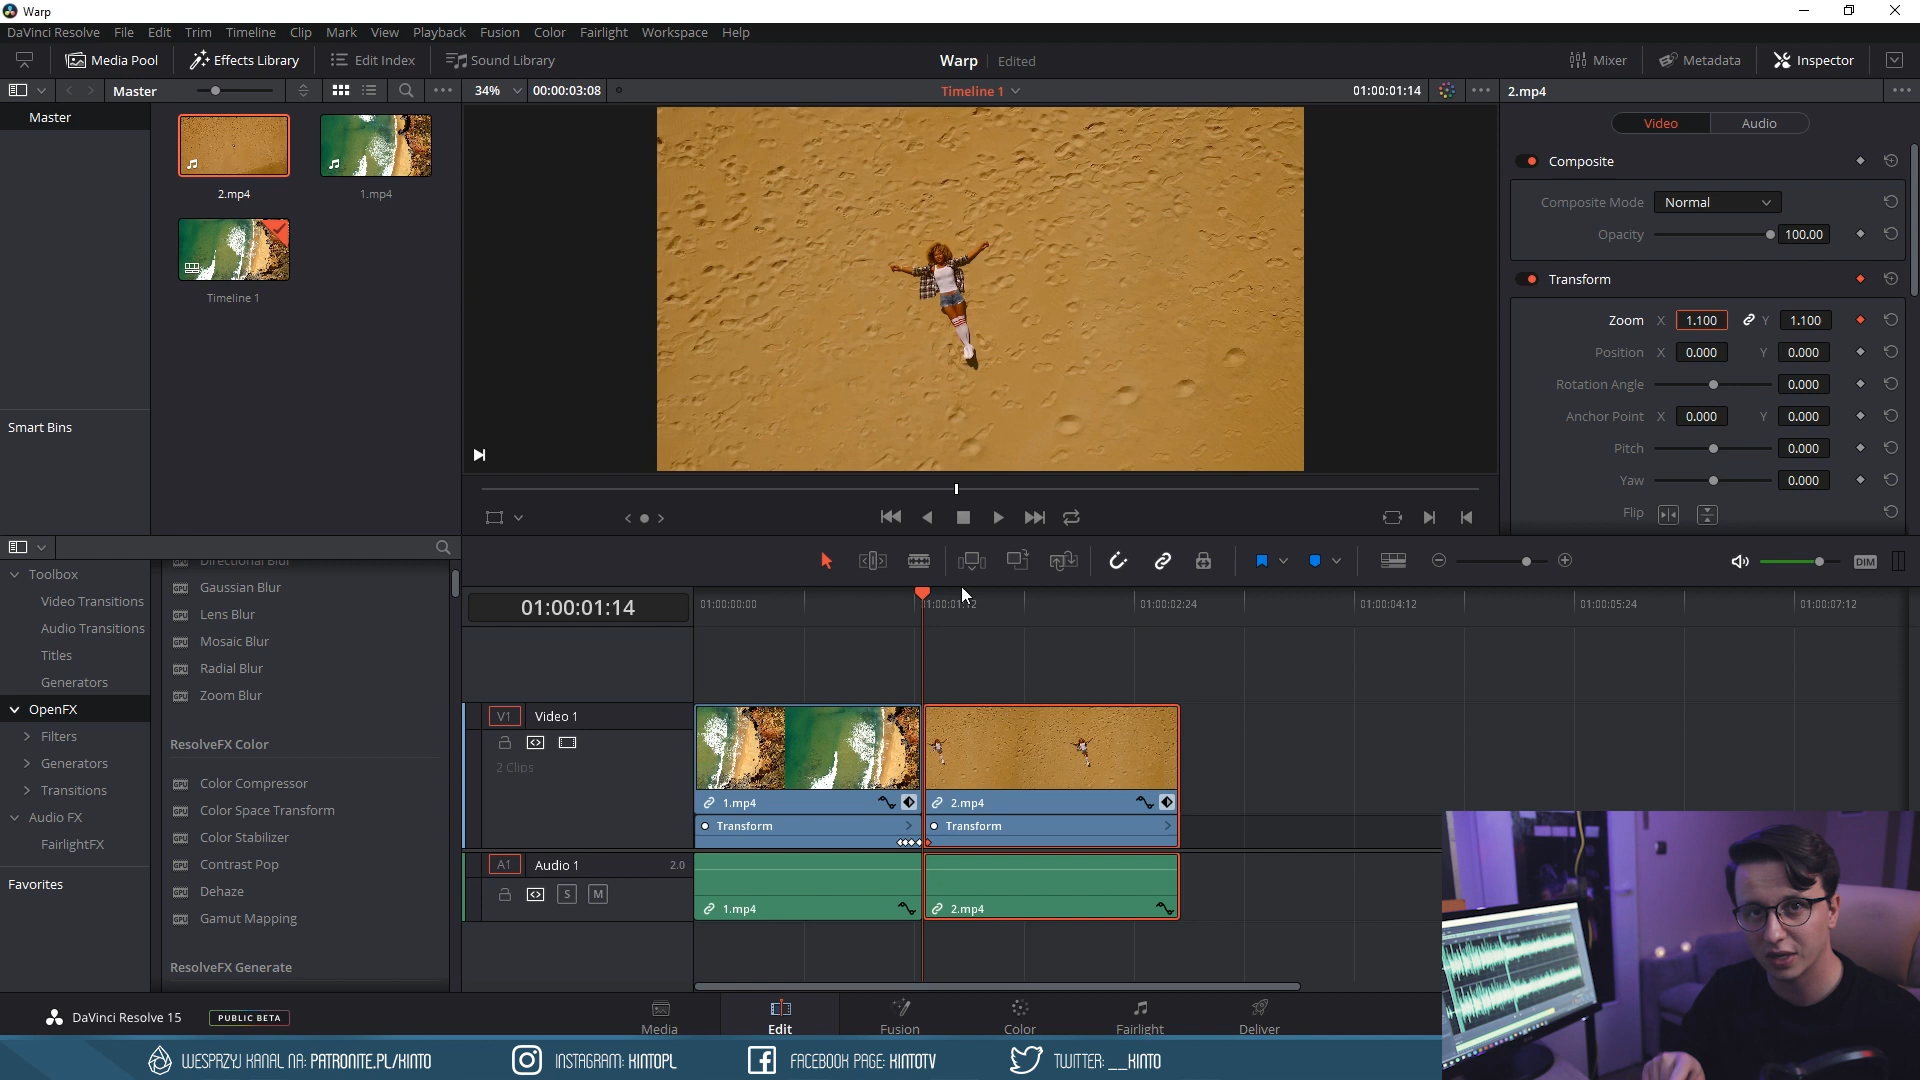 Warp
DaVinci Resolve File Edit Trim Timeline Clip Mark View Playback Fusion Color Fairlight Workspace Help
Media Pool Effects Library Edit Index Sound Library Warp Edited Mixer Metadata Inspector
Master 34% 00:00:03:08 Timeline 1 01:00:01:14 2.mp4
Master
2.mp4 1.mp4
Timeline 1
Smart Bins
Video Audio
Composite
Composite Mode Normal
Opacity 100.00
Transform
Zoom X 1.100 Y 1.100
Position X 0.000 Y 0.000
Rotation Angle 0.000
Anchor Point X 0.000 Y 0.000
Pitch 0.000
Yaw 0.000
Flip
Toolbox
Video Transitions
Audio Transitions
Titles
Generators
OpenFX
Filters
Generators
Transitions
Audio FX
FairlightFX
Favorites
Directional Blur
Gaussian Blur
Lens Blur
Mosaic Blur
Radial Blur
Zoom Blur
ResolveFX Color
Color Compressor
Color Space Transform
Color Stabilizer
Contrast Pop
Dehaze
Gamut Mapping
ResolveFX Generate
DIM
01:00:01:14 01:00:00:00 01:00:01:12 01:00:02:24 01:00:04:12 01:00:05:24 01:00:07:12
V1 Video 1
2 Clips
1.mp4 2.mp4
Transform Transform
A1 Audio 1 2.0
S M
1.mp4 2.mp4
DaVinci Resolve 15 PUBLIC BETA
Media Edit Fusion Color Fairlight Deliver
WESPRZYJ KANAŁ NA: PATRONITE.PL/KINTO INSTAGRAM: KINTOPL FACEBOOK PAGE: KINTOTV TWITTER: __KINTO